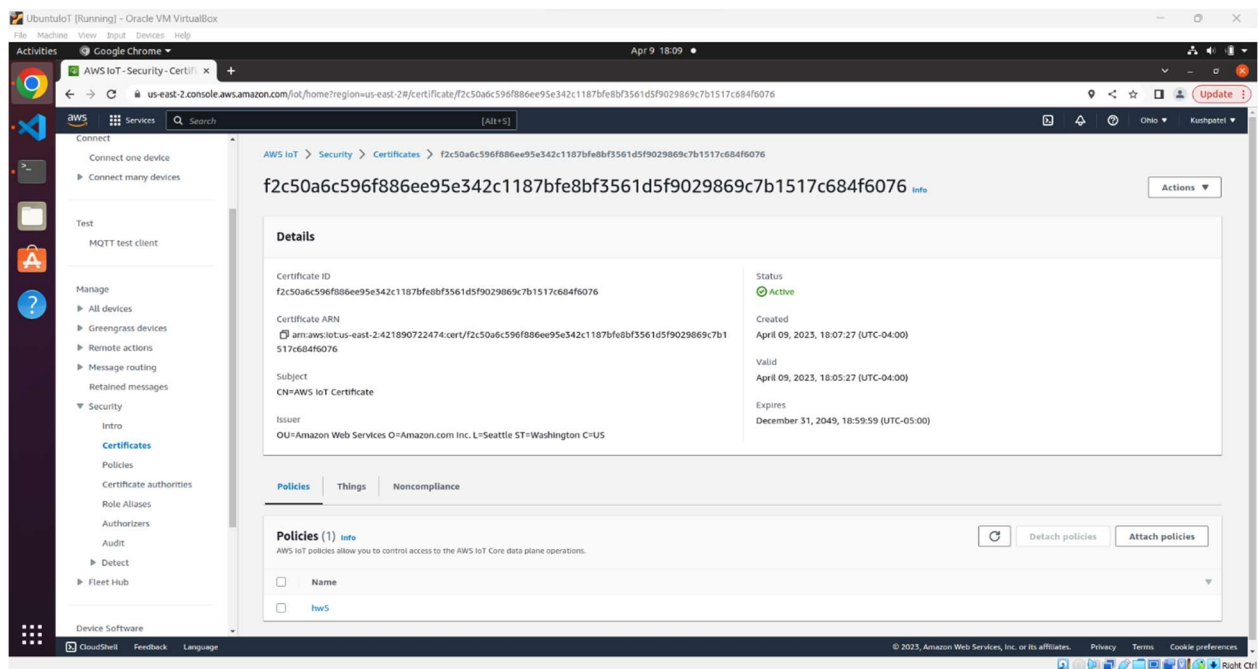 UbuntuIoT [Running] - Oracle VM VirtualBox
File Machine View Input Devices Help
Activities Google Chrome Apr 9 18:09
AWS IoT - Security - Certifi
us-east-2.console.aws.amazon.com/iot/home?region=us-east-2#/certificate/f2c50a6c596f886ee95e342c1187bfe8bf3561d5f9029869c7b1517c684f6076 Update
aws Services Search [Alt+S] Ohio Kushpatel
Connect
Connect one device
Connect many devices
Test
MQTT test client
Manage
All devices
Greengrass devices
Remote actions
Message routing
Retained messages
Security
Intro
Certificates
Policies
Certificate authorities
Role Aliases
Authorizers
Audit
Detect
Fleet Hub
Device Software
AWS IoT > Security > Certificates > f2c50a6c596f886ee95e342c1187bfe8bf3561d5f9029869c7b1517c684f6076
f2c50a6c596f886ee95e342c1187bfe8bf3561d5f9029869c7b1517c684f6076 Info
Actions
Details
Certificate ID
f2c50a6c596f886ee95e342c1187bfe8bf3561d5f9029869c7b1517c684f6076
Certificate ARN
arn:aws:iot:us-east-2:421890722474:cert/f2c50a6c596f886ee95e342c1187bfe8bf3561d5f9029869c7b1
517c684f6076
Subject
CN=AWS IoT Certificate
Issuer
OU=Amazon Web Services O=Amazon.com Inc. L=Seattle ST=Washington C=US
Status
Active
Created
April 09, 2023, 18:07:27 (UTC-04:00)
Valid
April 09, 2023, 18:05:27 (UTC-04:00)
Expires
December 31, 2049, 18:59:59 (UTC-05:00)
Policies Things Noncompliance
Policies (1) Info
AWS IoT policies allow you to control access to the AWS IoT Core data plane operations.
Detach policies Attach policies
Name
hw5
CloudShell Feedback Language © 2023, Amazon Web Services, Inc. or its affiliates. Privacy Terms Cookie preferences
Right Ctrl